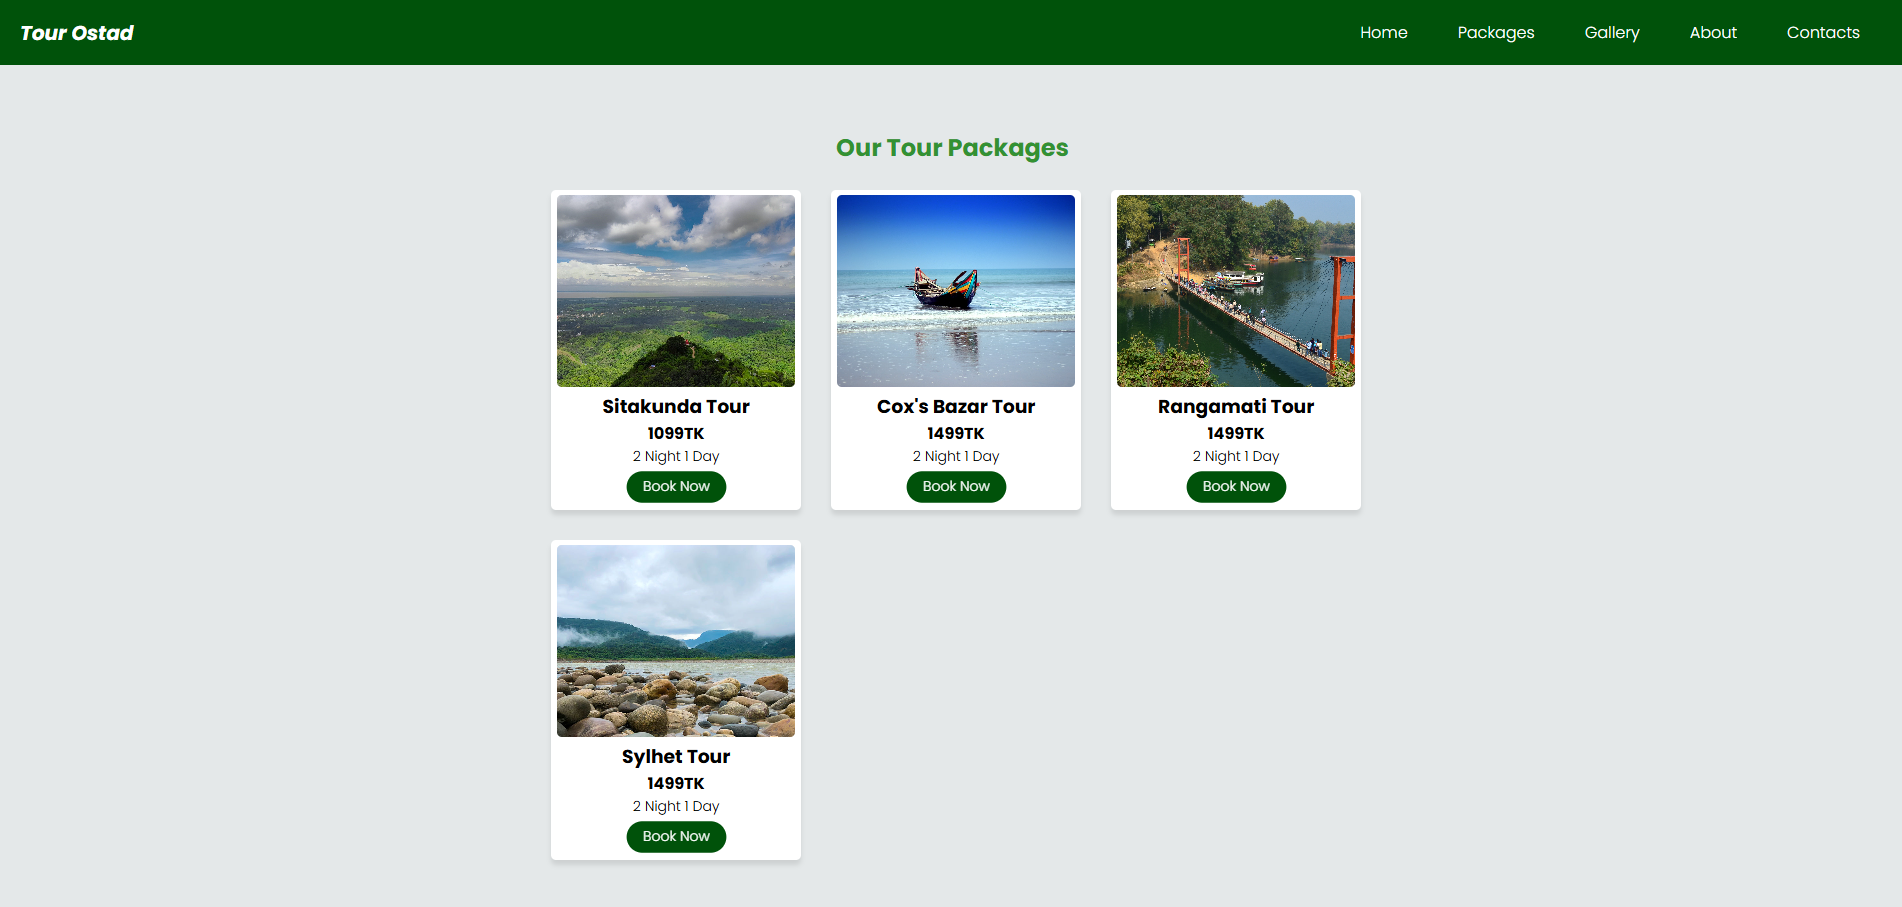 Tour Ostad
Home Packages Gallery About Contacts
Our Tour Packages
Sitakunda Tour
1099TK
2 Night 1 Day
Book Now
Cox's Bazar Tour
1499TK
2 Night 1 Day
Book Now
Rangamati Tour
1499TK
2 Night 1 Day
Book Now
Sylhet Tour
1499TK
2 Night 1 Day
Book Now